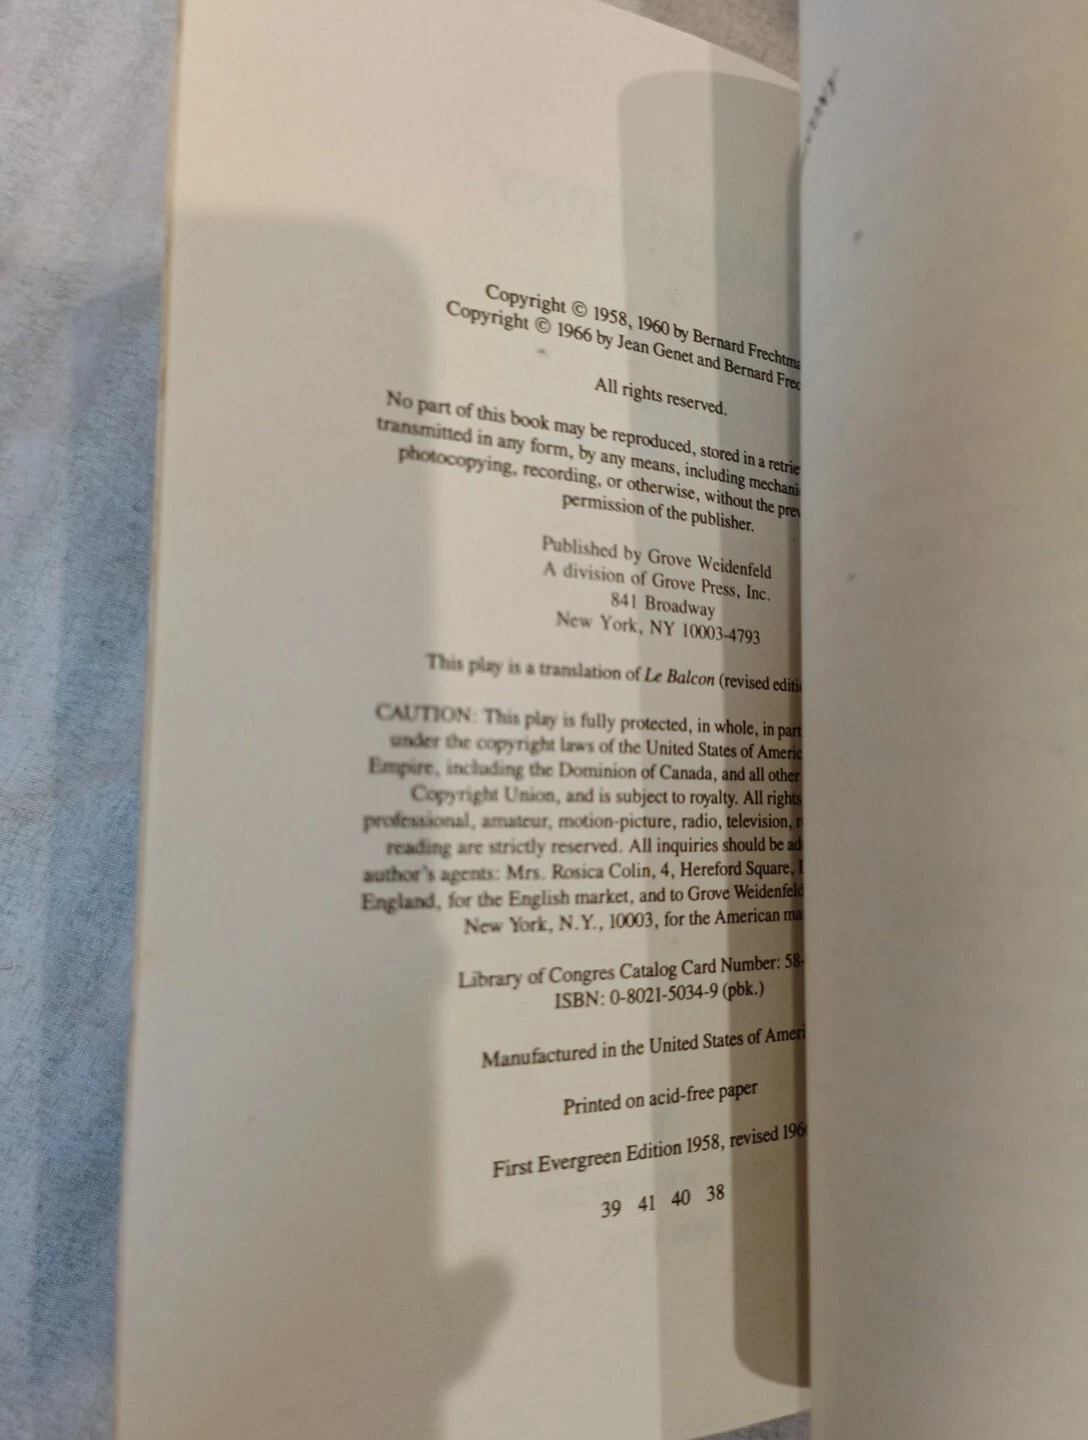 Copyright © 1958, 1960 by Bernard Frechtma
Copyright © 1966 by Jean Genet and Bernard Frec
All rights reserved.
No part of this book may be reproduced, stored in a retrie
transmitted in any form, by any means, including mechani
photocopying, recording, or otherwise, without the prev
permission of the publisher.
Published by Grove Weidenfeld
A division of Grove Press, Inc.
841 Broadway
New York, NY 10003-4793
This play is a translation of Le Balcon (revised editio
CAUTION: This play is fully protected, in whole, in part
under the copyright laws of the United States of Americ
Empire, including the Dominion of Canada, and all other
Copyright Union, and is subject to royalty. All rights
professional, amateur, motion-picture, radio, television, r
reading are strictly reserved. All inquiries should be ad
author's agents: Mrs. Rosica Colin, 4, Hereford Square, L
England, for the English market, and to Grove Weidenfeld
New York, N.Y., 10003, for the American ma
Library of Congres Catalog Card Number: 58-
ISBN: 0-8021-5034-9 (pbk.)
Manufactured in the United States of Ameri
Printed on acid-free paper
First Evergreen Edition 1958, revised 196
39 41 40 38